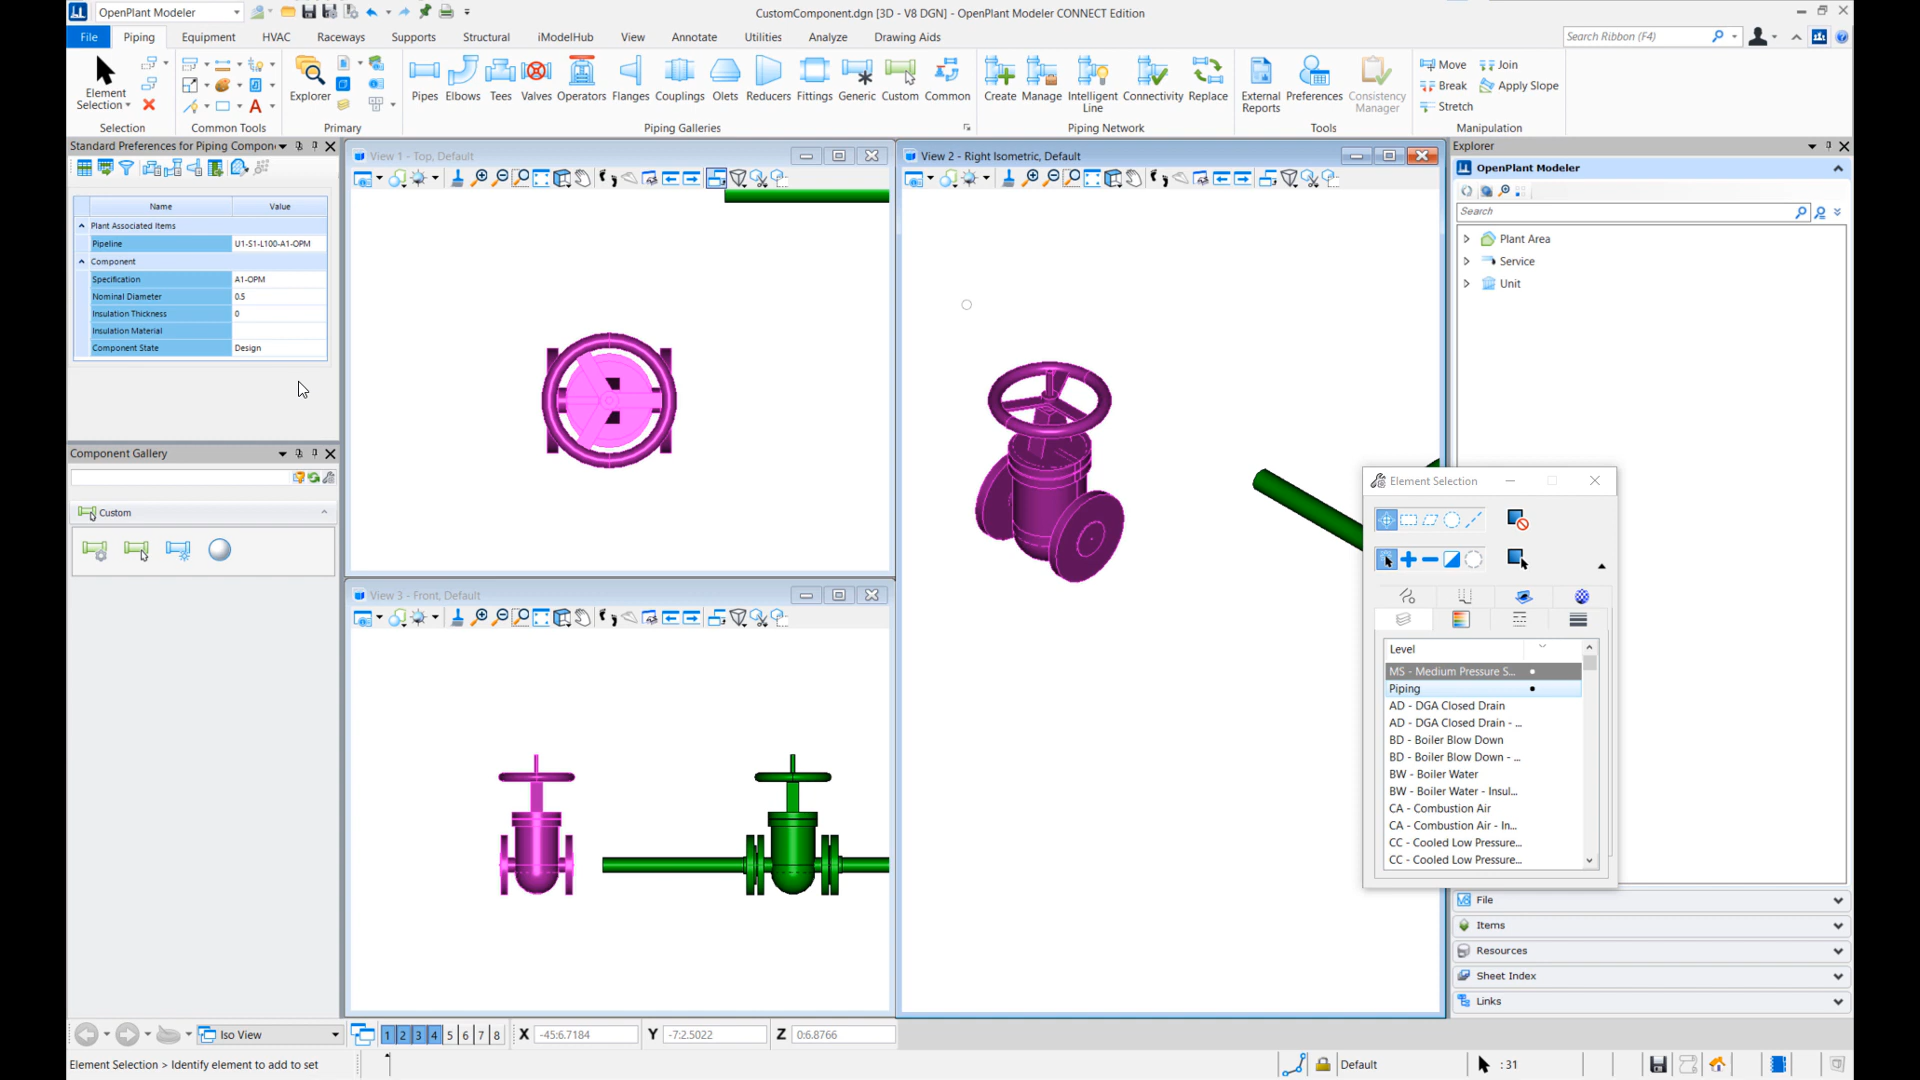 OpenPlant Modeler
CustomComponent.dgn [3D - V8 DGN] - OpenPlant Modeler CONNECT Edition
File Piping Equipment HVAC Raceways Supports Structural iModelHub View Annotate Utilities Analyze Drawing Aids
Search Ribbon (F4)
Element Selection
Selection
Common Tools
Explorer
Primary
Pipes Elbows Tees Valves Operators Flanges Couplings Olets Reducers Fittings Generic Custom Common
Piping Galleries
Create Manage Intelligent Line Connectivity Replace
Piping Network
External Reports Preferences Consistency Manager
Tools
Move Join
Break Apply Slope
Stretch
Manipulation
Standard Preferences for Piping Compon
Name Value
Plant Associated Items
Pipeline U1-S1-L100-A1-OPM
Component
Specification A1-OPM
Nominal Diameter 0.5
Insulation Thickness 0
Insulation Material
Component State Design
Component Gallery
Custom
View 1 - Top, Default
View 2 - Right Isometric, Default
View 3 - Front, Default
Explorer
OpenPlant Modeler
Search
Plant Area
Service
Unit
Element Selection
Level
MS - Medium Pressure S...
Piping
AD - DGA Closed Drain
AD - DGA Closed Drain - ...
BD - Boiler Blow Down
BD - Boiler Blow Down - ...
BW - Boiler Water
BW - Boiler Water - Insul...
CA - Combustion Air
CA - Combustion Air - In...
CC - Cooled Low Pressure...
CC - Cooled Low Pressure...
File
Items
Resources
Sheet Index
Links
Iso View
1 2 3 4 5 6 7 8
X -45:6.7184 Y -7:2.5022 Z 0:6.8766
Element Selection > Identify element to add to set
Default
: 31